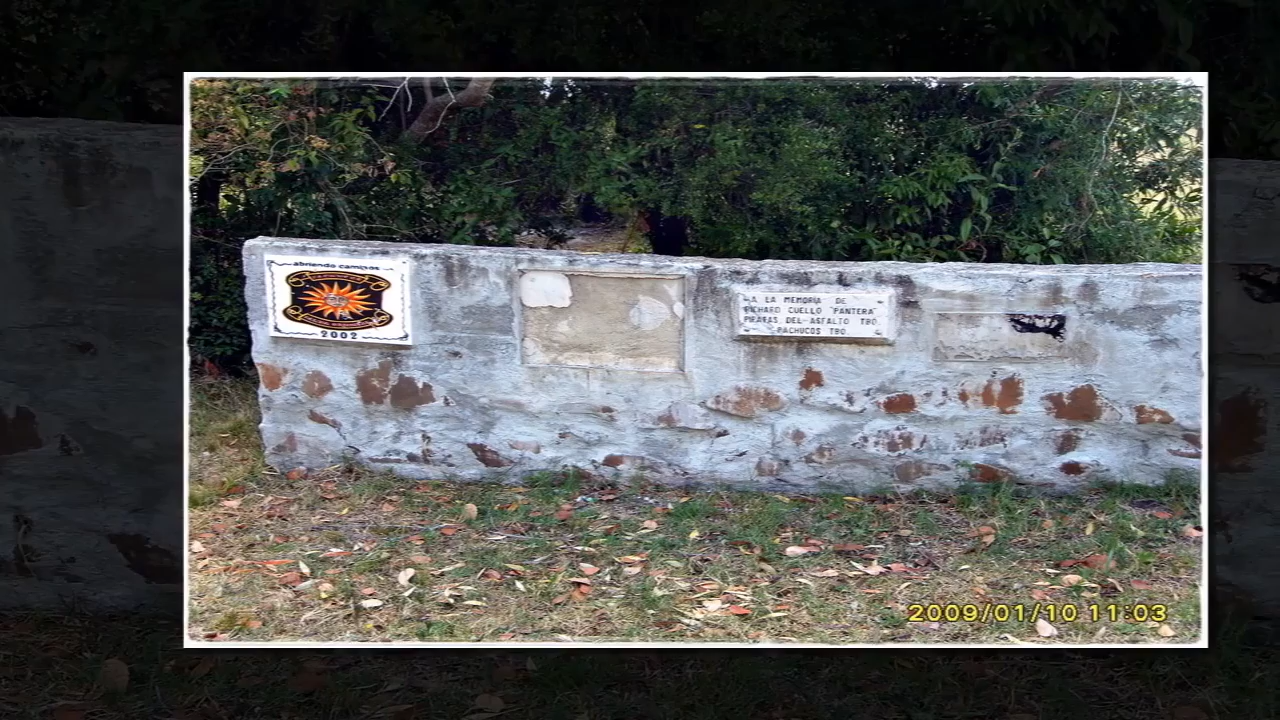 abriendo caminos
2002
A LA MEMORIA DE
RICHARD CUELLO "PANTERA"
PIRATAS DEL ASFALTO TBO.
PACHUCOS TBO.
2009/01/10 11:03